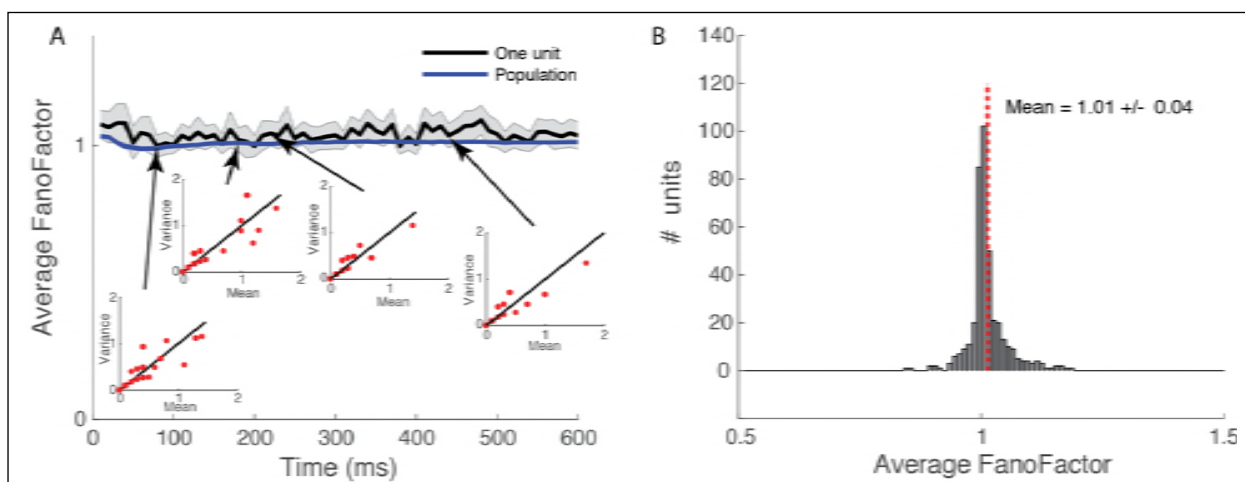 A
One unit
Population
Average FanoFactor
1
0
0 100 200 300 400 500 600
Time (ms)
2
1
0
Variance
0 1 2
Mean
2
1
0
Variance
0 1 2
Mean
2
1
0
Variance
0 1 2
Mean
2
1
0
Variance
0 1 2
Mean
B
140
120
100
80
60
40
20
0
# units
Mean = 1.01 +/- 0.04
0.5 1 1.5
Average FanoFactor